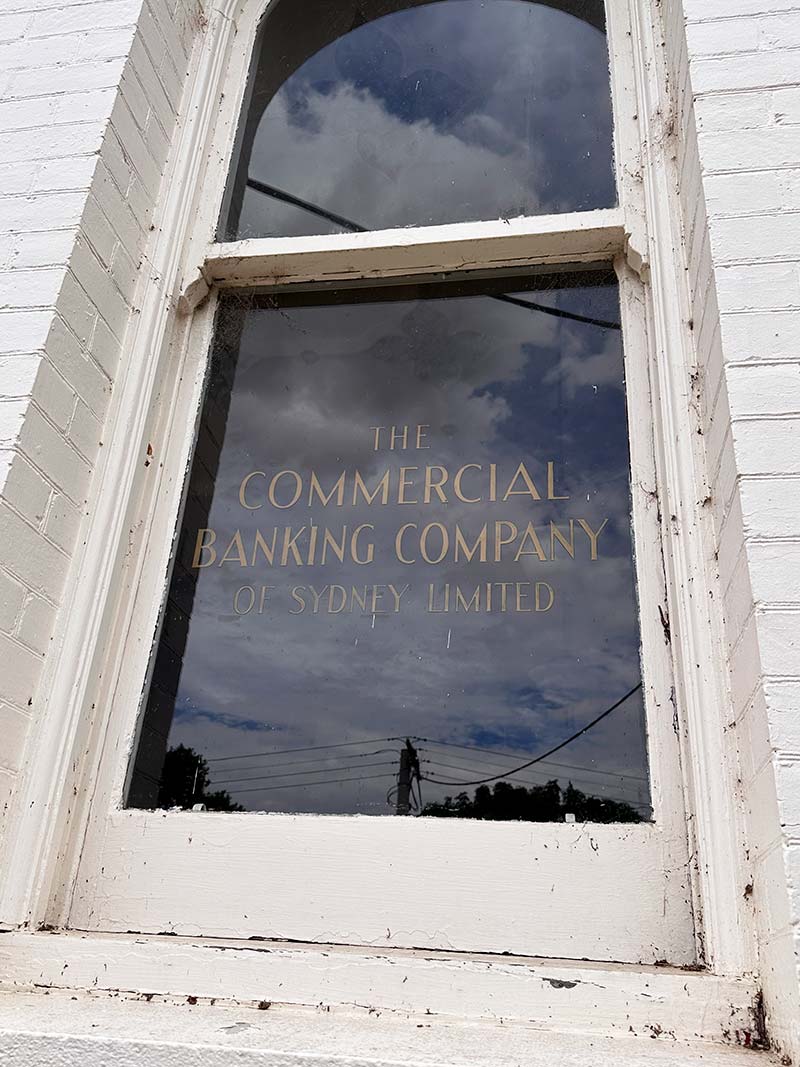 THE
COMMERCIAL
BANKING COMPANY
OF SYDNEY LIMITED